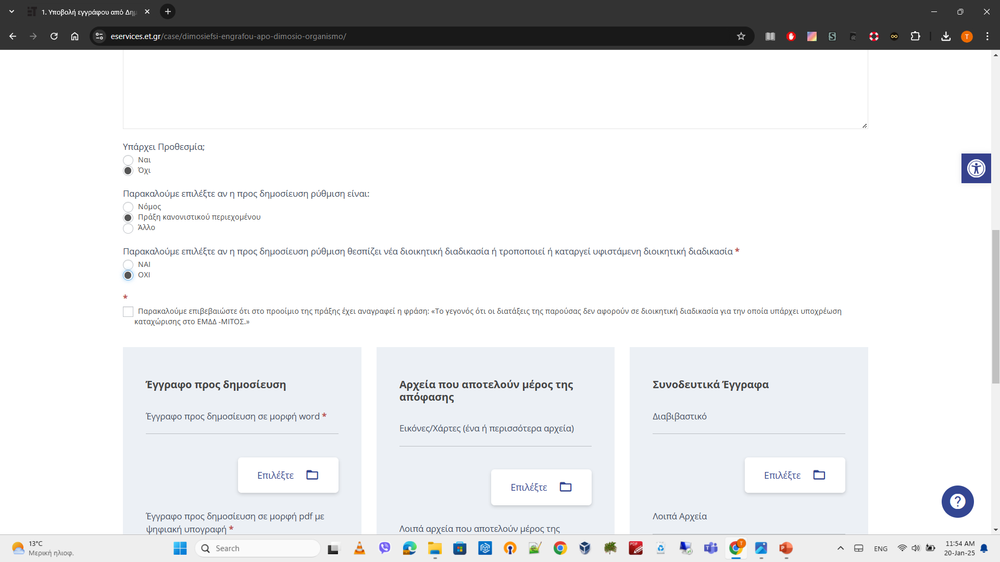 1. Υποβολή εγγράφου από Δημ
eservices.et.gr/case/dimosiefsi-engrafou-apo-dimosio-organismo/
T
Υπάρχει Προθεσμία;
Ναι
Όχι
Παρακαλούμε επιλέξτε αν η προς δημοσίευση ρύθμιση είναι:
Νόμος
Πράξη κανονιστικού περιεχομένου
Άλλο
Παρακαλούμε επιλέξτε αν η προς δημοσίευση ρύθμιση θεσπίζει νέα διοικητική διαδικασία ή τροποποιεί ή καταργεί υφιστάμενη διοικητική διαδικασία *
ΝΑΙ
ΟΧΙ
*
Παρακαλούμε επιβεβαιώστε ότι στο προοίμιο της πράξης έχει αναγραφεί η φράση: «Το γεγονός ότι οι διατάξεις της παρούσας δεν αφορούν σε διοικητική διαδικασία για την οποία υπάρχει υποχρέωση
καταχώρισης στο ΕΜΔΔ -ΜΙΤΟΣ.»
Έγγραφο προς δημοσίευση
Έγγραφο προς δημοσίευση σε μορφή word *
Επιλέξτε
Έγγραφο προς δημοσίευση σε μορφή pdf με
ψηφιακή υπογραφή *
Αρχεία που αποτελούν μέρος της
απόφασης
Εικόνες/Χάρτες (ένα ή περισσότερα αρχεία)
Επιλέξτε
Λοιπά αρχεία που αποτελούν μέρος της
Συνοδευτικά Έγγραφα
Διαβιβαστικό
Επιλέξτε
Λοιπά Αρχεία
?
13°C
Μερική ηλιοφ.
Search
PDF
T
ENG
11:54 AM
20-Jan-25